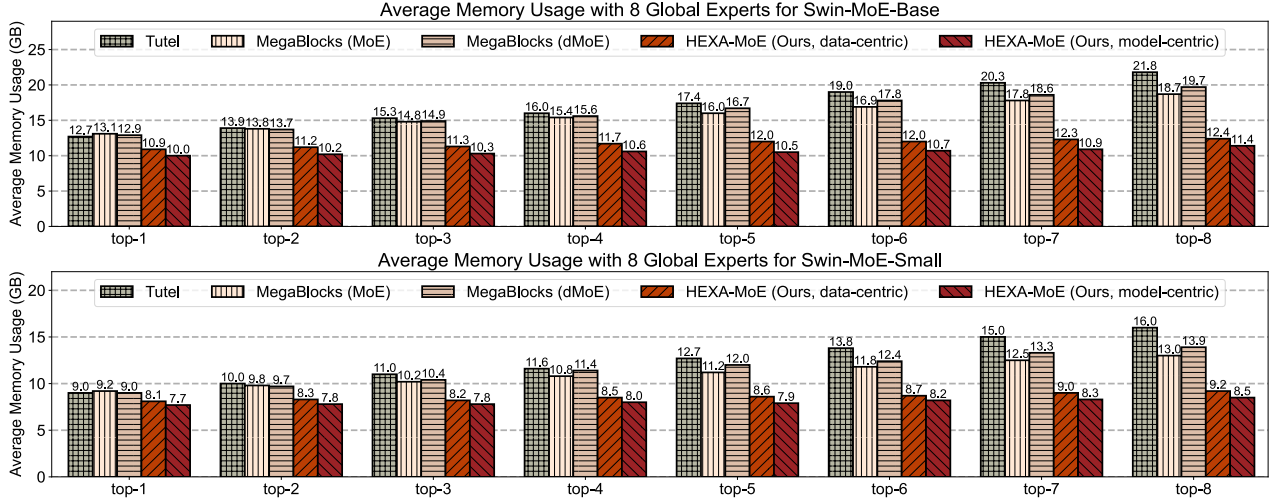 Average Memory Usage with 8 Global Experts for Swin-MoE-Base
Average Memory Usage (GB)
25
20
15
10
5
0
Tutel MegaBlocks (MoE) MegaBlocks (dMoE) HEXA-MoE (Ours, data-centric) HEXA-MoE (Ours, model-centric)
12.7 13.1 12.9 10.9 10.0
13.9 13.8 13.7 11.2 10.2
15.3 14.8 14.9 11.3 10.3
16.0 15.4 15.6 11.7 10.6
17.4 16.0 16.7 12.0 10.5
19.0 16.9 17.8 12.0 10.7
20.3 17.8 18.6 12.3 10.9
21.8 18.7 19.7 12.4 11.4
top-1 top-2 top-3 top-4 top-5 top-6 top-7 top-8
Average Memory Usage with 8 Global Experts for Swin-MoE-Small
Average Memory Usage (GB)
20
15
10
5
0
Tutel MegaBlocks (MoE) MegaBlocks (dMoE) HEXA-MoE (Ours, data-centric) HEXA-MoE (Ours, model-centric)
9.0 9.2 9.0 8.1 7.7
10.0 9.8 9.7 8.3 7.8
11.0 10.2 10.4 8.2 7.8
11.6 10.8 11.4 8.5 8.0
12.7 11.2 12.0 8.6 7.9
13.8 11.8 12.4 8.7 8.2
15.0 12.5 13.3 9.0 8.3
16.0 13.0 13.9 9.2 8.5
top-1 top-2 top-3 top-4 top-5 top-6 top-7 top-8